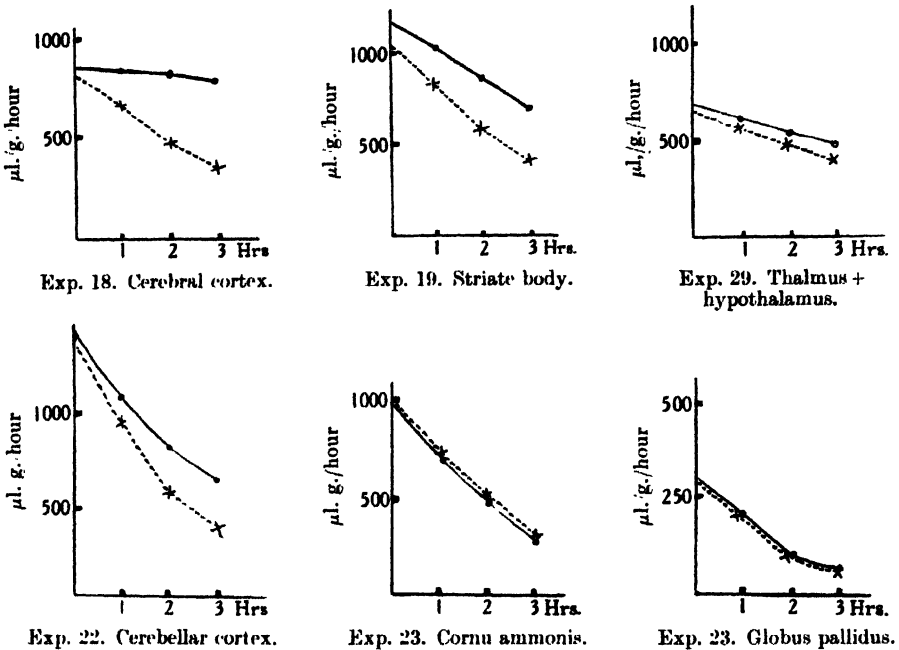 1000
500
µl./g./hour
1 2 3 Hrs.
Exp. 18. Cerebral cortex.
1000
500
µl./g./hour
1 2 3 Hrs.
Exp. 19. Striate body.
1000
500
µl,/g./hour
1 2 3 Hrs.
Exp. 29. Thalmus +
hypothalamus.
1000
500
µl. g./hour
1 2 3 Hrs
Exp. 22. Cerebellar cortex.
1000
500
µl. g./hour
1 2 3 Hrs.
Exp. 23. Cornu ammonis.
500
250
µl./g./hour
1 2 3 Hrs.
Exp. 23. Globus pallidus.